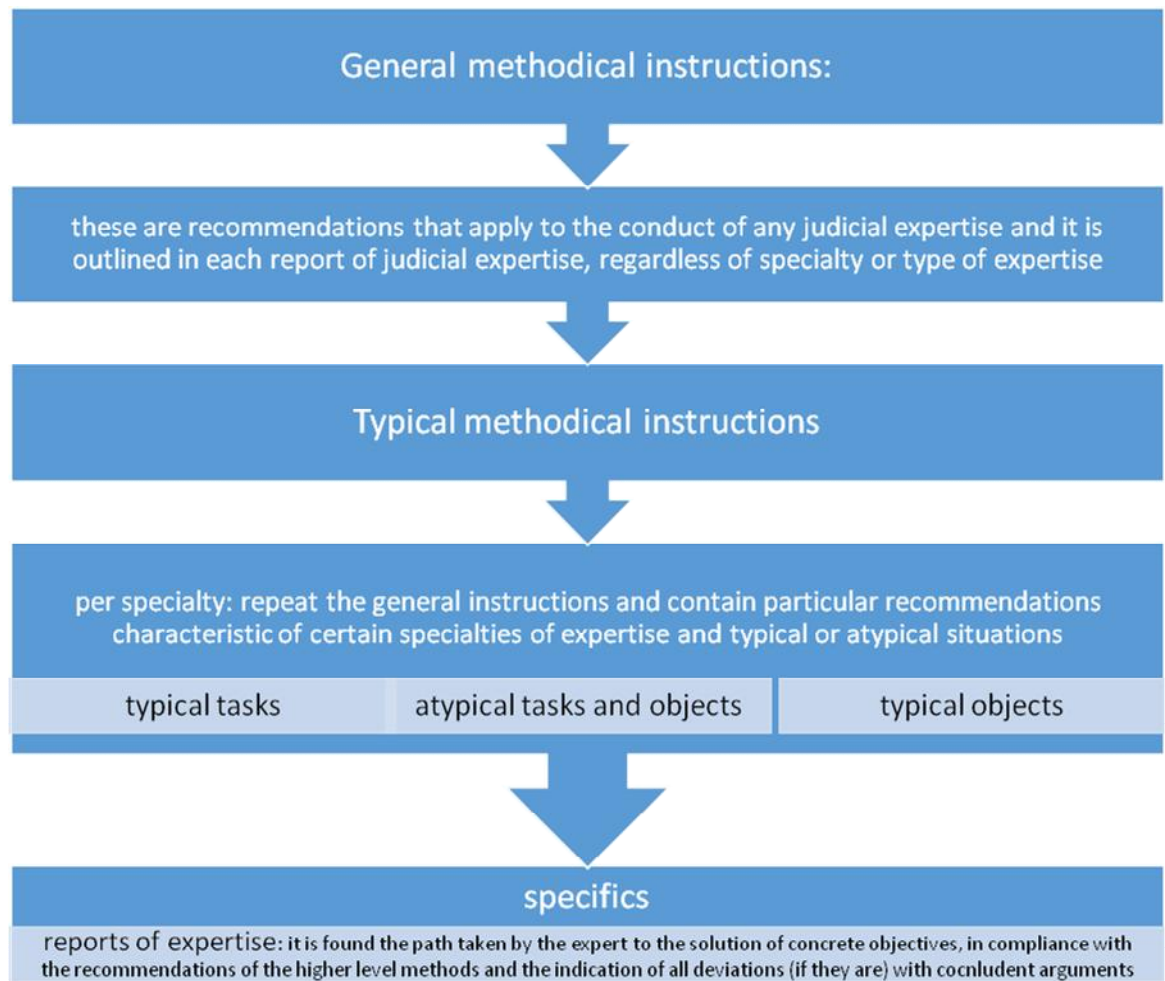 General methodical instructions:
these are recommendations that apply to the conduct of any judicial expertise and it is
outlined in each report of judicial expertise, regardless of specialty or type of expertise
Typical methodical instructions
per specialty: repeat the general instructions and contain particular recommendations
characteristic of certain specialties of expertise and typical or atypical situations
typical tasks
atypical tasks and objects
typical objects
specifics
reports of expertise: it is found the path taken by the expert to the solution of concrete objectives, in compliance with
the recommendations of the higher level methods and the indication of all deviations (if they are) with cocnludent arguments